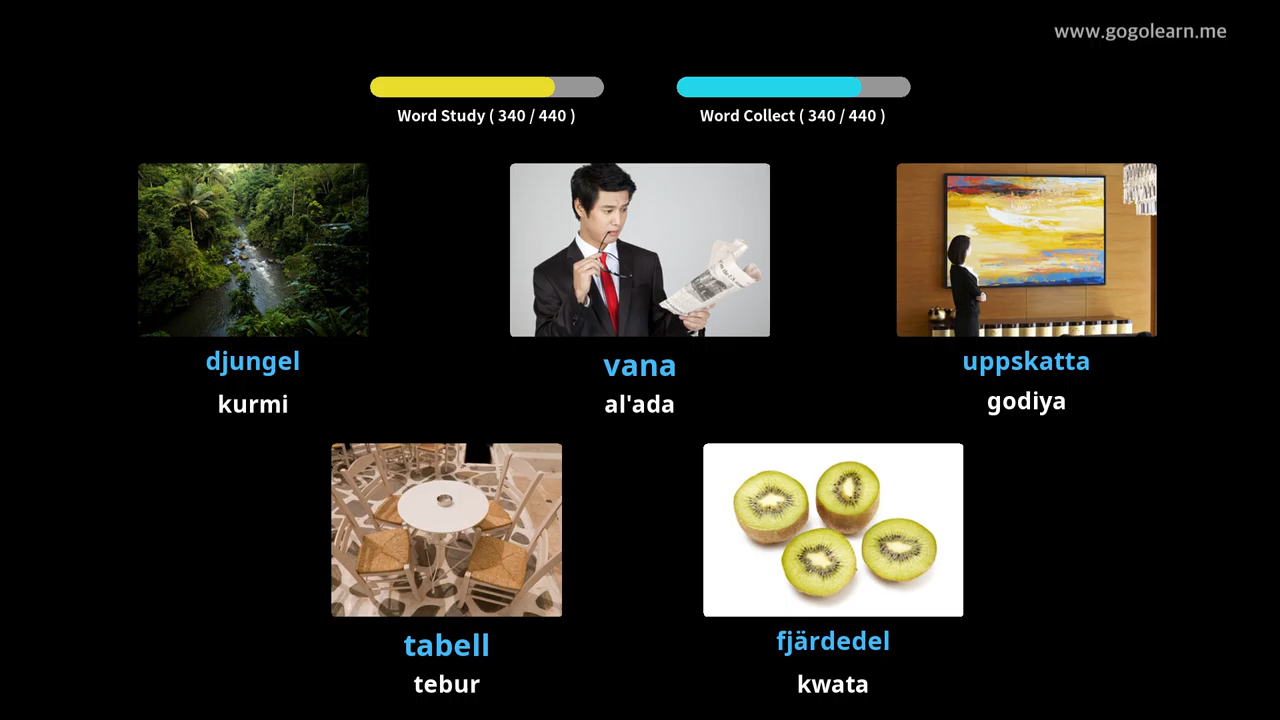 www.gogolearn.me
Word Study ( 340 / 440 )
Word Collect ( 340 / 440 )
djungel
kurmi
vana
al'ada
uppskatta
godiya
tabell
tebur
fjärdedel
kwata